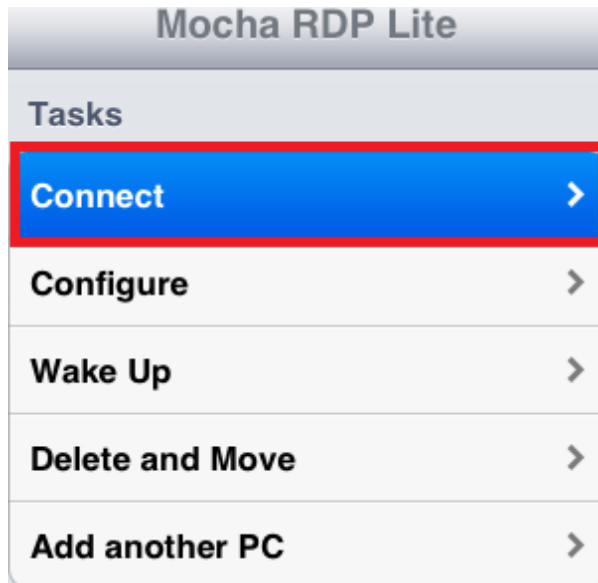 Mocha RDP Lite
Tasks
Connect
Configure
Wake Up
Delete and Move
Add another PC